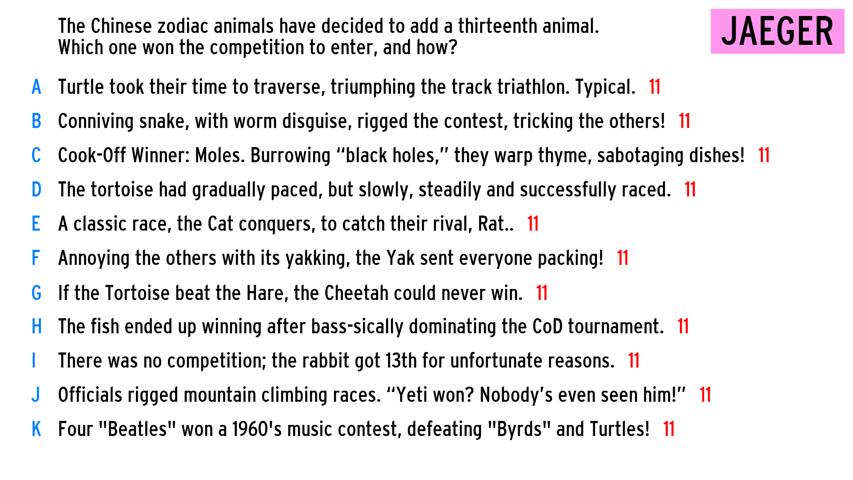 The Chinese zodiac animals have decided to add a thirteenth animal.
Which one won the competition to enter, and how?
JAEGER
A Turtle took their time to traverse, triumphing the track triathlon. Typical. 11
B Conniving snake, with worm disguise, rigged the contest, tricking the others! 11
C Cook-Off Winner: Moles. Burrowing “black holes,” they warp thyme, sabotaging dishes! 11
D The tortoise had gradually paced, but slowly, steadily and successfully raced. 11
E A classic race, the Cat conquers, to catch their rival, Rat.. 11
F Annoying the others with its yakking, the Yak sent everyone packing! 11
G If the Tortoise beat the Hare, the Cheetah could never win. 11
H The fish ended up winning after bass-sically dominating the CoD tournament. 11
I There was no competition; the rabbit got 13th for unfortunate reasons. 11
J Officials rigged mountain climbing races. “Yeti won? Nobody’s even seen him!” 11
K Four "Beatles" won a 1960's music contest, defeating "Byrds" and Turtles! 11